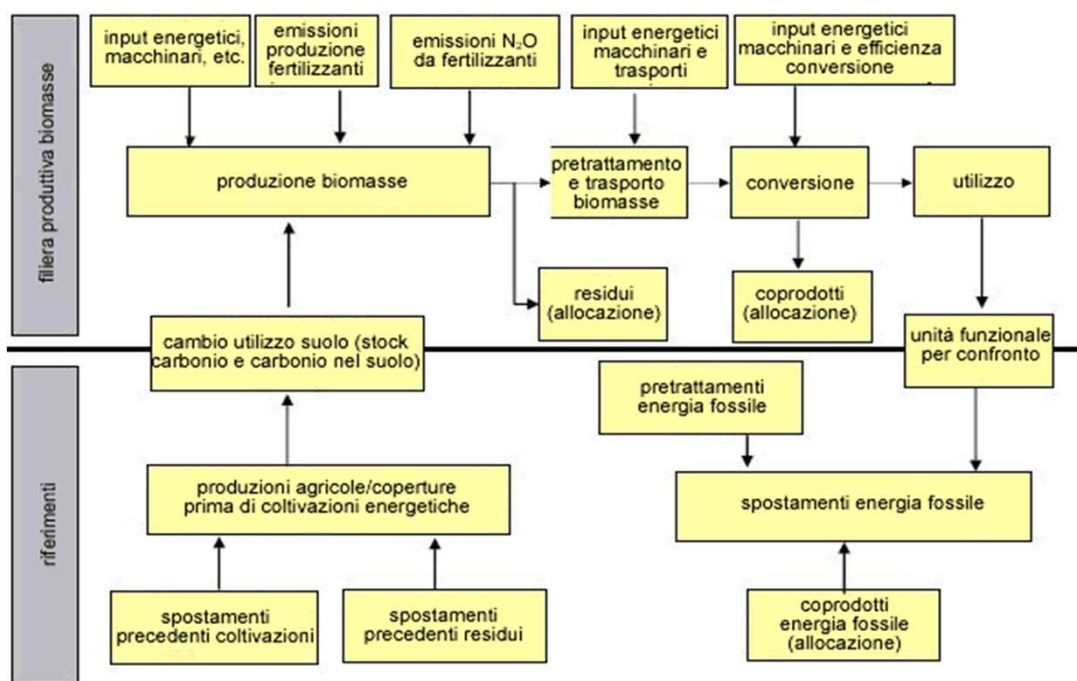 filiera produttiva biomasse
input energetici,
macchinari, etc.
emissioni
produzione
fertilizzanti
emissioni N₂O
da fertilizzanti
input energetici
macchinari e
trasporti
input energetici
macchinari e efficienza
conversione
produzione biomasse
pretrattamento
e trasporto
biomasse
conversione
utilizzo
residui
(allocazione)
coprodotti
(allocazione)
cambio utilizzo suolo (stock
carbonio e carbonio nel suolo)
unità funzionale
per confronto
riferimenti
pretrattamenti
energia fossile
produzioni agricole/coperture
prima di coltivazioni energetiche
spostamenti energia fossile
spostamenti
precedenti coltivazioni
spostamenti
precedenti residui
coprodotti
energia fossile
(allocazione)